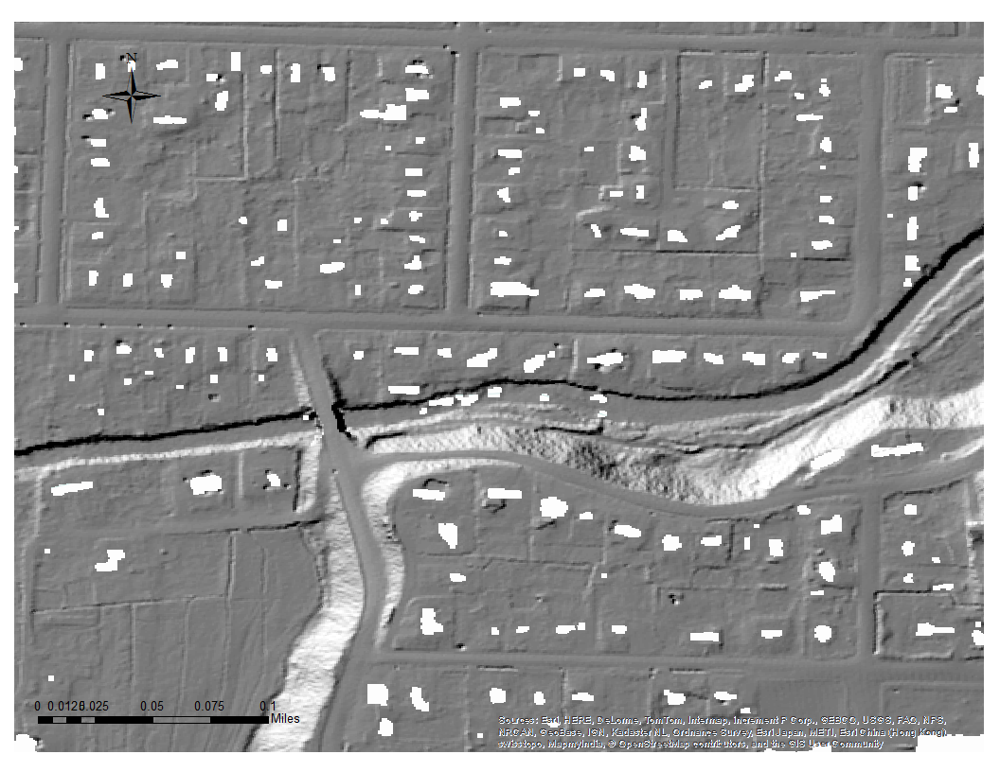 N
0 0.0125 0.025 0.05 0.075 0.1
Miles
Sources: Esri, HERE, DeLorme, TomTom, Intermap, increment P Corp., GEBCO, USGS, FAO, NPS,
NRCAN, GeoBase, IGN, Kadaster NL, Ordnance Survey, Esri Japan, METI, Esri China (Hong Kong),
swisstopo, MapmyIndia, © OpenStreetMap contributors, and the GIS User Community